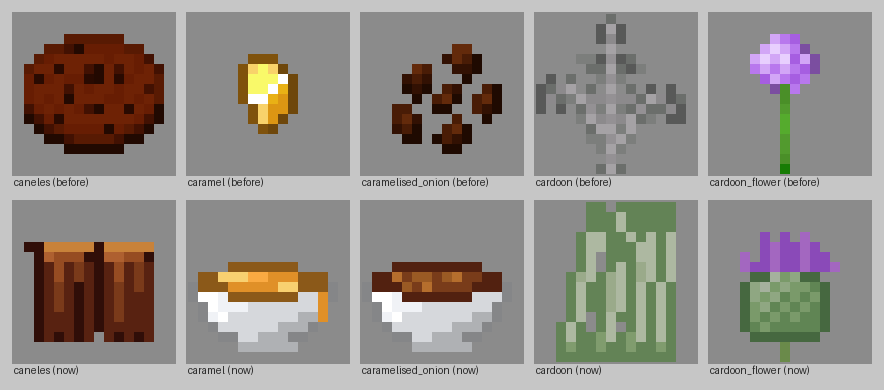 caneles (before)
caramel (before)
caramelised_onion (before)
cardoon (before)
cardoon_flower (before)
caneles (now)
caramel (now)
caramelised_onion (now)
cardoon (now)
cardoon_flower (now)